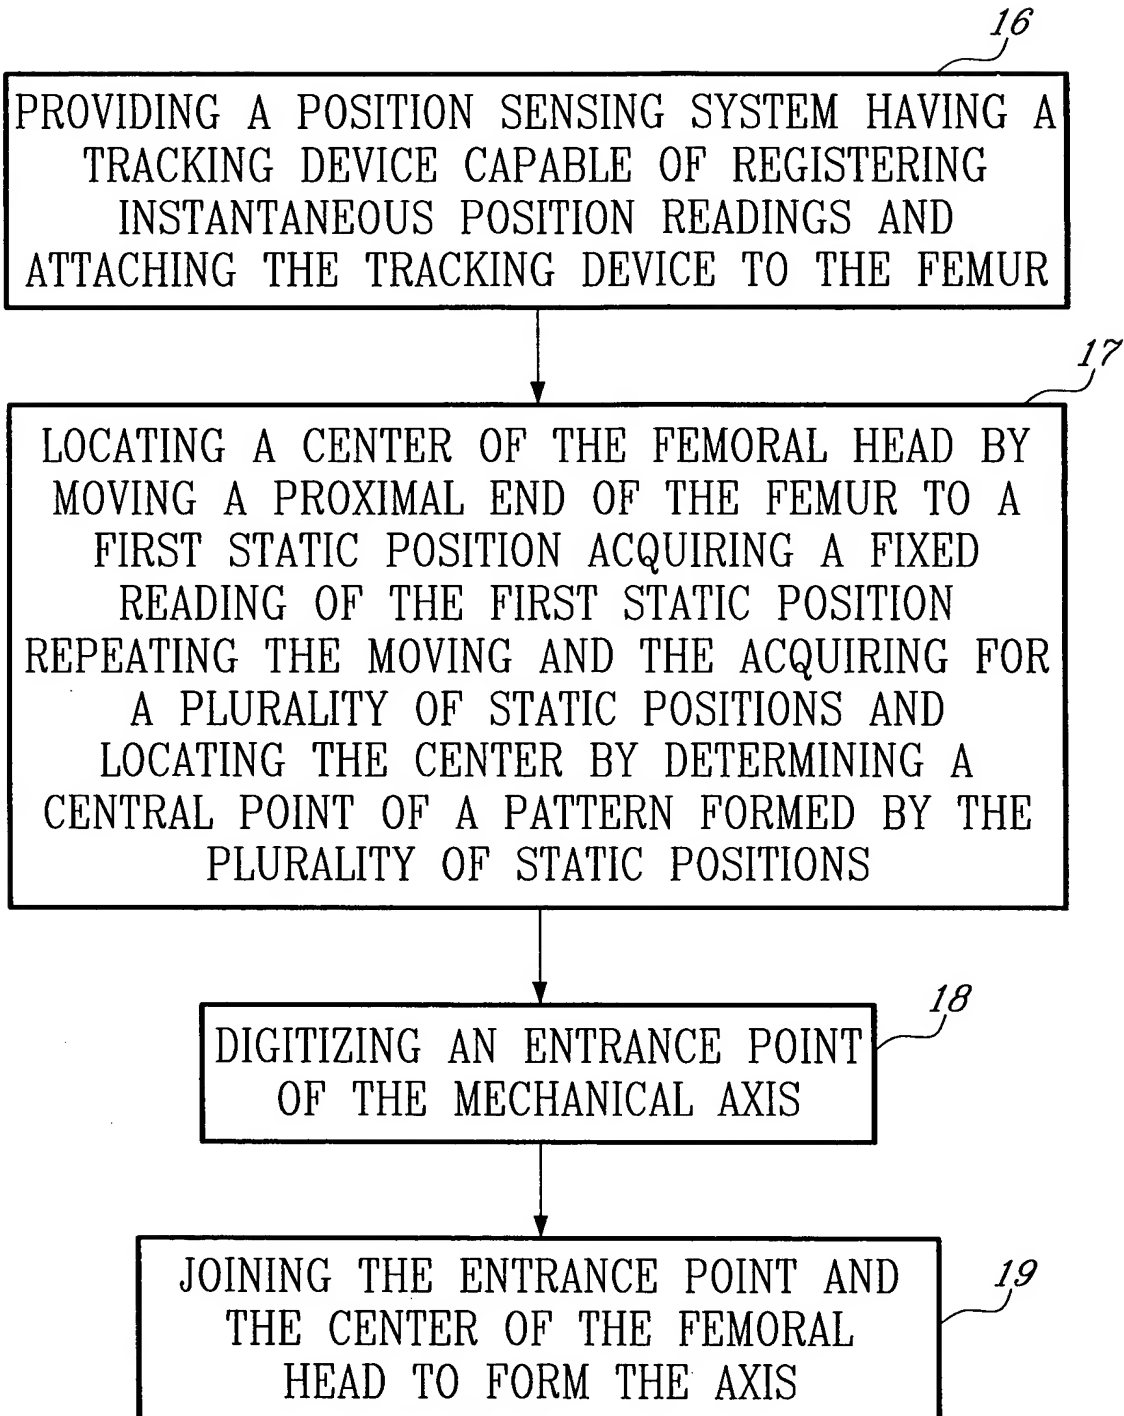 16
PROVIDING A POSITION SENSING SYSTEM HAVING A
TRACKING DEVICE CAPABLE OF REGISTERING
INSTANTANEOUS POSITION READINGS AND
ATTACHING THE TRACKING DEVICE TO THE FEMUR
17
LOCATING A CENTER OF THE FEMORAL HEAD BY
MOVING A PROXIMAL END OF THE FEMUR TO A
FIRST STATIC POSITION ACQUIRING A FIXED
READING OF THE FIRST STATIC POSITION
REPEATING THE MOVING AND THE ACQUIRING FOR
A PLURALITY OF STATIC POSITIONS AND
LOCATING THE CENTER BY DETERMINING A
CENTRAL POINT OF A PATTERN FORMED BY THE
PLURALITY OF STATIC POSITIONS
18
DIGITIZING AN ENTRANCE POINT
OF THE MECHANICAL AXIS
19
JOINING THE ENTRANCE POINT AND
THE CENTER OF THE FEMORAL
HEAD TO FORM THE AXIS